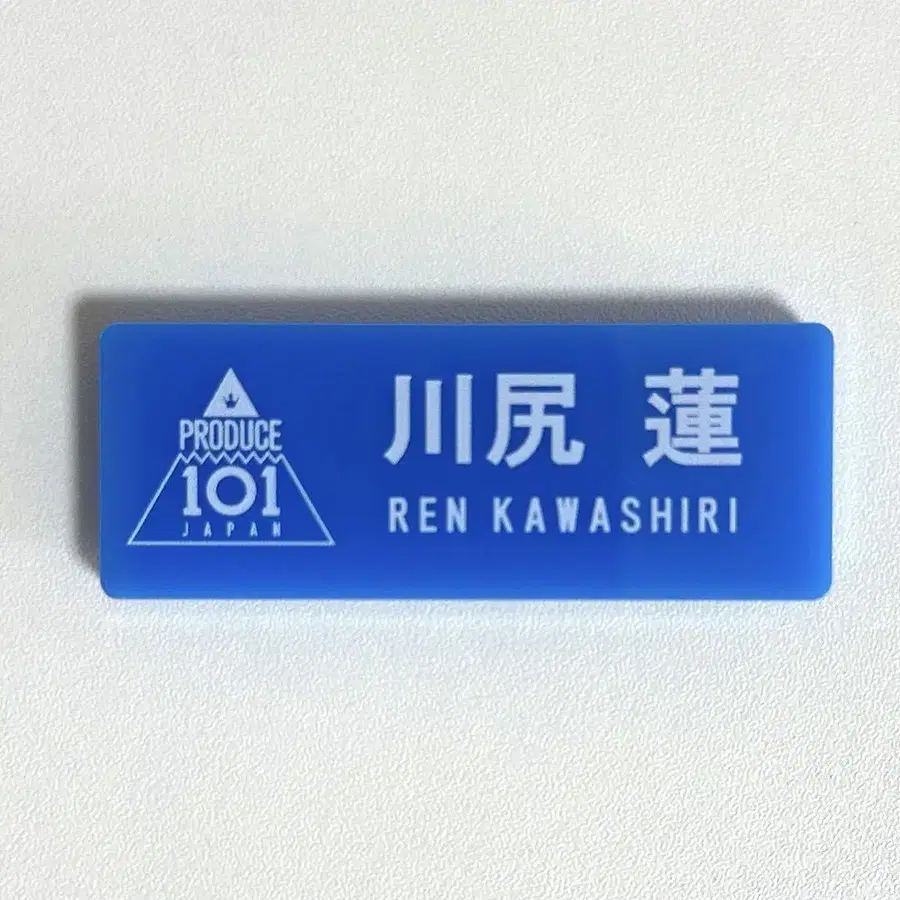 PRODUCE
101
JAPAN
川尻 蓮
REN KAWASHIRI